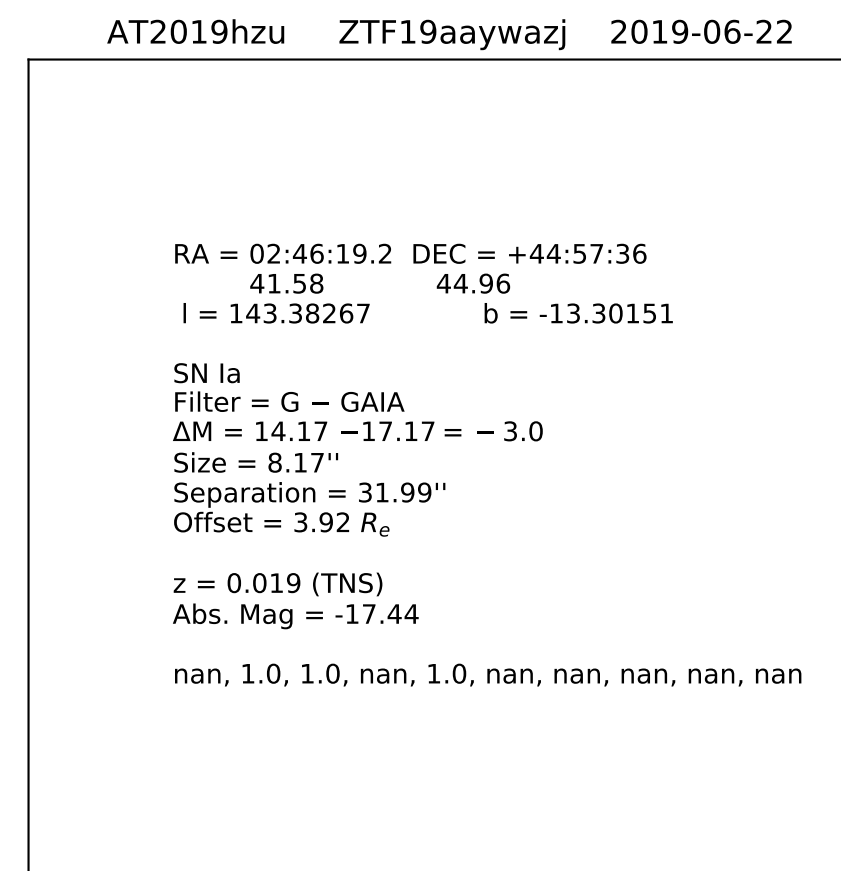 AT2019hzu ZTF19aaywazj 2019-06-22
RA = 02:46:19.2 DEC = +44:57:36
41.58 44.96
l = 143.38267 b = -13.30151
SN Ia
Filter = G − GAIA
ΔM = 14.17 −17.17 = − 3.0
Size = 8.17''
Separation = 31.99''
Offset = 3.92 Rₑ
z = 0.019 (TNS)
Abs. Mag = -17.44
nan, 1.0, 1.0, nan, 1.0, nan, nan, nan, nan, nan